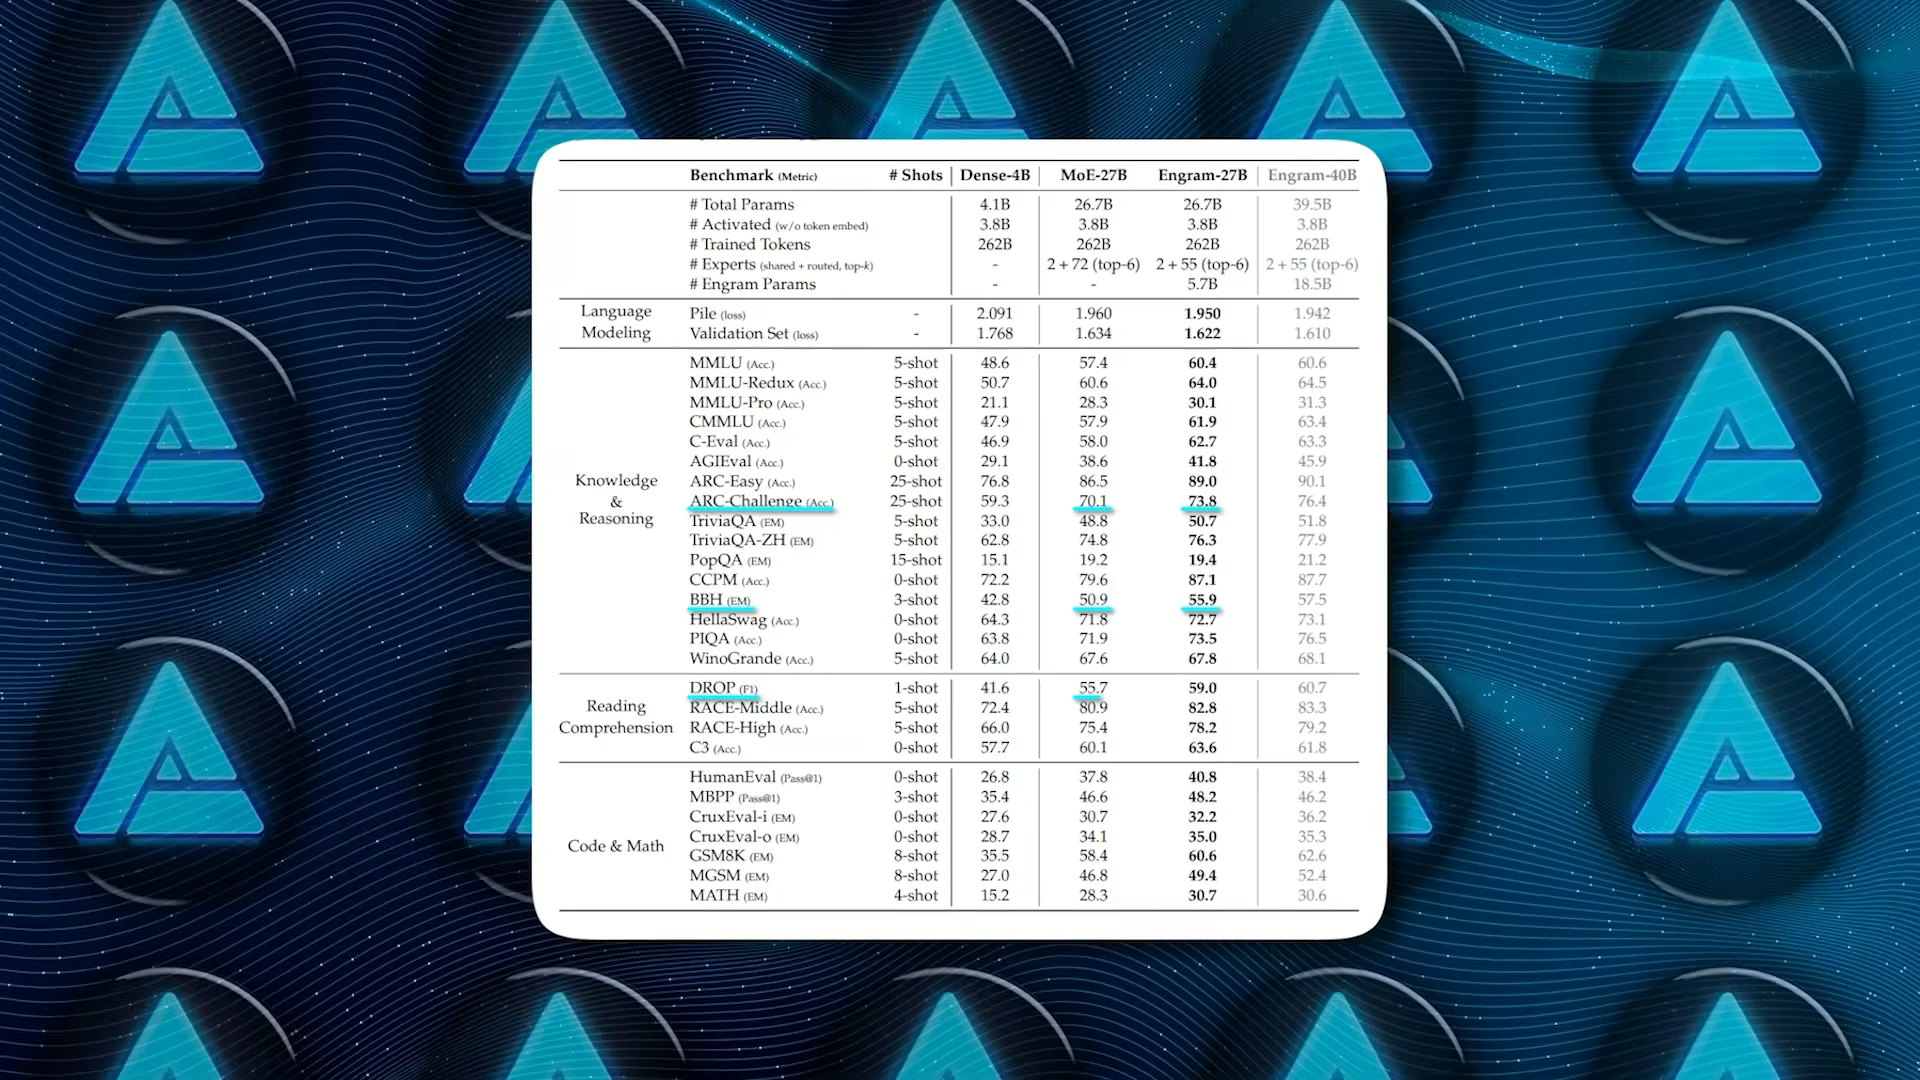 Benchmark (Metric) # Shots Dense-4B MoE-27B Engram-27B Engram-40B
# Total Params 4.1B 26.7B 26.7B 39.5B
# Activated (w/o token embed) 3.8B 3.8B 3.8B 3.8B
# Trained Tokens 262B 262B 262B 262B
# Experts (shared + routed, top-k) - 2 + 72 (top-6) 2 + 55 (top-6) 2 + 55 (top-6)
# Engram Params - - 5.7B 18.5B
Language Modeling
Pile (loss) - 2.091 1.960 1.950 1.942
Validation Set (loss) - 1.768 1.634 1.622 1.610
Knowledge & Reasoning
MMLU (Acc.) 5-shot 48.6 57.4 60.4 60.6
MMLU-Redux (Acc.) 5-shot 50.7 60.6 64.0 64.5
MMLU-Pro (Acc.) 5-shot 21.1 28.3 30.1 31.3
CMMLU (Acc.) 5-shot 47.9 57.9 61.9 63.4
C-Eval (Acc.) 5-shot 46.9 58.0 62.7 63.3
AGIEval (Acc.) 0-shot 29.1 38.6 41.8 45.9
ARC-Easy (Acc.) 25-shot 76.8 86.5 89.0 90.1
ARC-Challenge (Acc.) 25-shot 59.3 70.1 73.8 76.4
TriviaQA (EM) 5-shot 33.0 48.8 50.7 51.8
TriviaQA-ZH (EM) 5-shot 62.8 74.8 76.3 77.9
PopQA (EM) 15-shot 15.1 19.2 19.4 21.2
CCPM (Acc.) 0-shot 72.2 79.6 87.1 87.7
BBH (EM) 3-shot 42.8 50.9 55.9 57.5
HellaSwag (Acc.) 0-shot 64.3 71.8 72.7 73.1
PIQA (Acc.) 0-shot 63.8 71.9 73.5 76.5
WinoGrande (Acc.) 5-shot 64.0 67.6 67.8 68.1
Reading Comprehension
DROP (F1) 1-shot 41.6 55.7 59.0 60.7
RACE-Middle (Acc.) 5-shot 72.4 80.9 82.8 83.3
RACE-High (Acc.) 5-shot 66.0 75.4 78.2 79.2
C3 (Acc.) 0-shot 57.7 60.1 63.6 61.8
Code & Math
HumanEval (Pass@1) 0-shot 26.8 37.8 40.8 38.4
MBPP (Pass@1) 3-shot 35.4 46.6 48.2 46.2
CruxEval-i (EM) 0-shot 27.6 30.7 32.2 36.2
CruxEval-o (EM) 0-shot 28.7 34.1 35.0 35.3
GSM8K (EM) 8-shot 35.5 58.4 60.6 62.6
MGSM (EM) 8-shot 27.0 46.8 49.4 52.4
MATH (EM) 4-shot 15.2 28.3 30.7 30.6